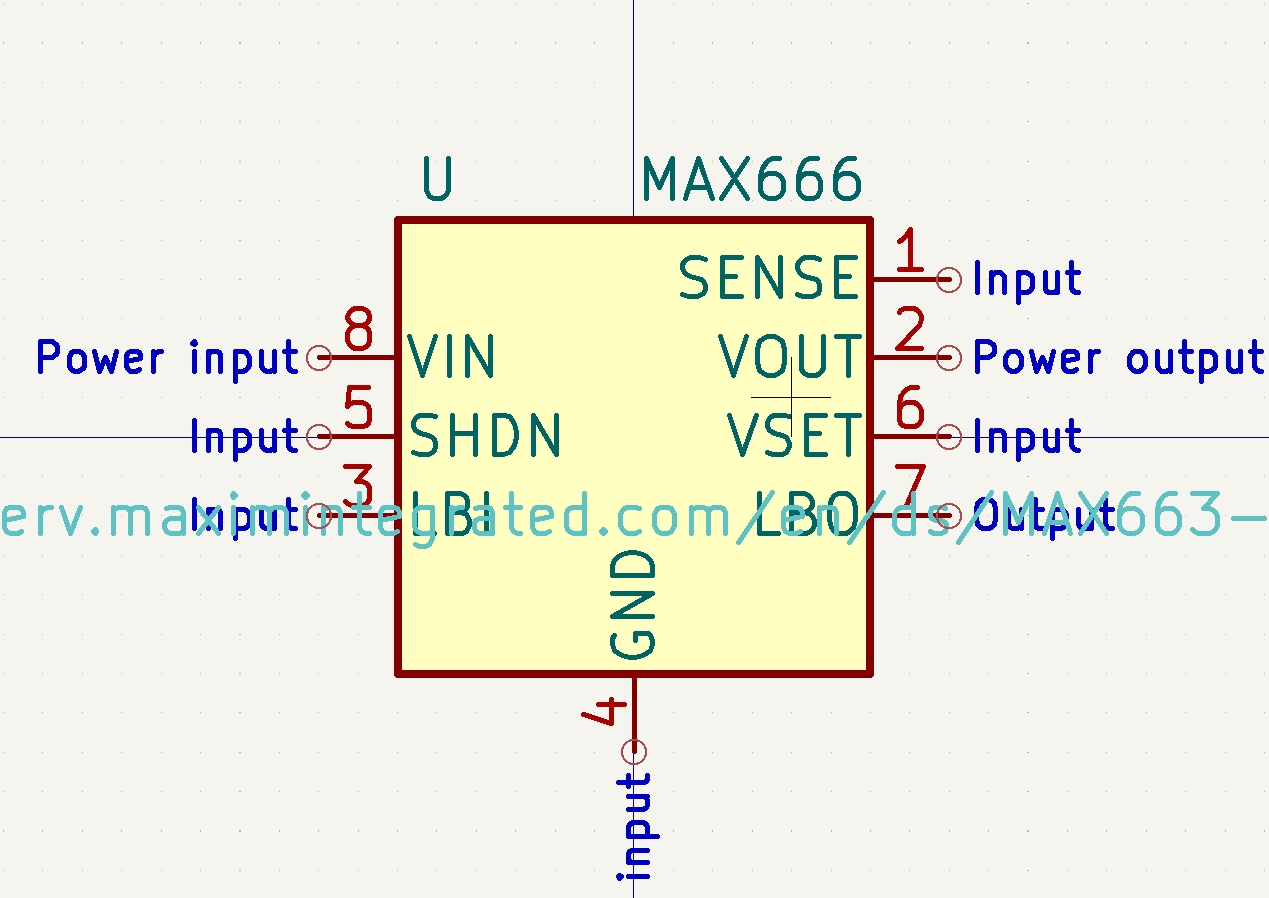 U MAX666
1 SENSE Input
8 Power input VIN
2 VOUT Power output
5 Input SHDN
6 VSET Input
3 Input LBI
7 LBO Output
erv.maximintegrated.com/en/ds/MAX663-
GND
4
input